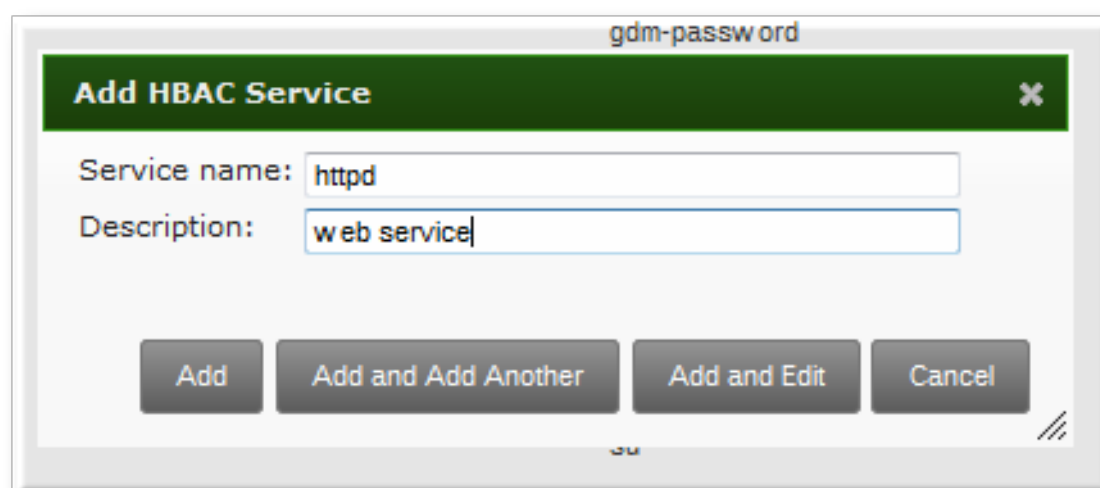 gdm-password
Add HBAC Service
Service name: httpd
Description: web service
Add Add and Add Another Add and Edit Cancel
su